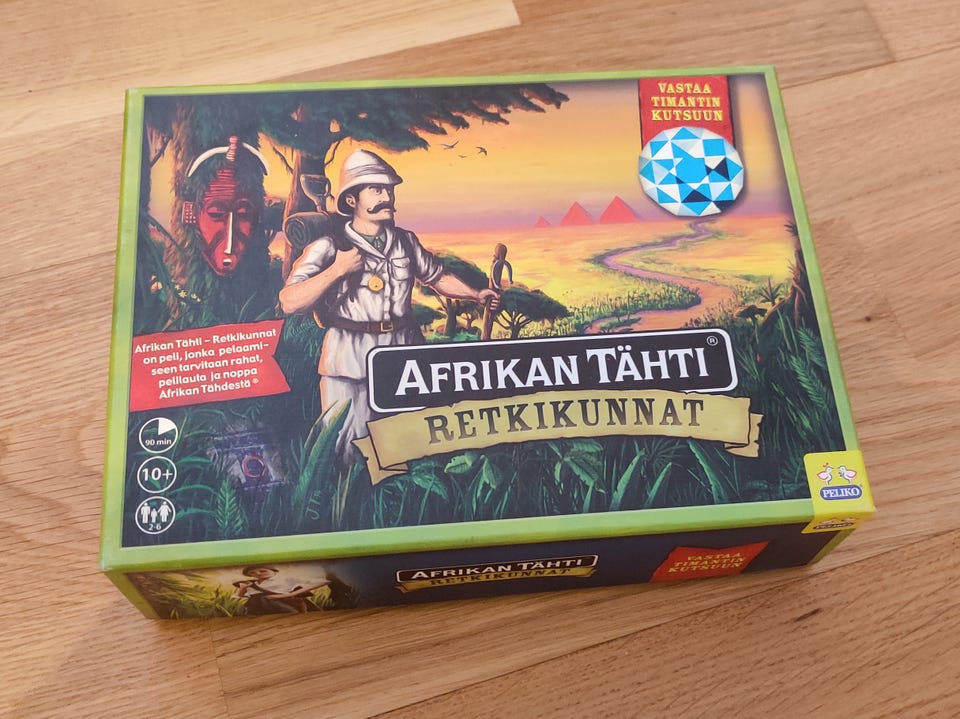 VASTAA
TIMANTIN
KUTSUUN
Afrikan Tähti – Retkikunnat
on peli, jonka pelaami-
seen tarvitaan rahat,
pelilauta ja noppa
Afrikan Tähdestä®
AFRIKAN TÄHTI®
RETKIKUNNAT
90 min
10+
2-6
PELIKO
PELIKO
AFRIKAN TÄHTI
RETKIKUNNAT
VASTAA
TIMANTIN
KUTSUUN